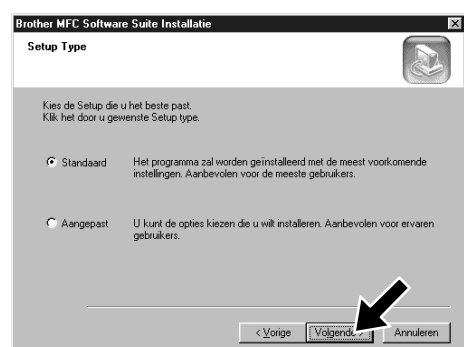 Brother MFC Software Suite Installatie
Setup Type
Kies de Setup die u het beste past.
Klik het door u gewenste Setup type.
Standaard
Het programma zal worden geïnstalleerd met de meest voorkomende
instellingen. Aanbevolen voor de meeste gebruikers.
Aangepast
U kunt de opties kiezen die u wilt installeren. Aanbevolen voor ervaren
gebruikers.
< Vorige
Volgende >
Annuleren